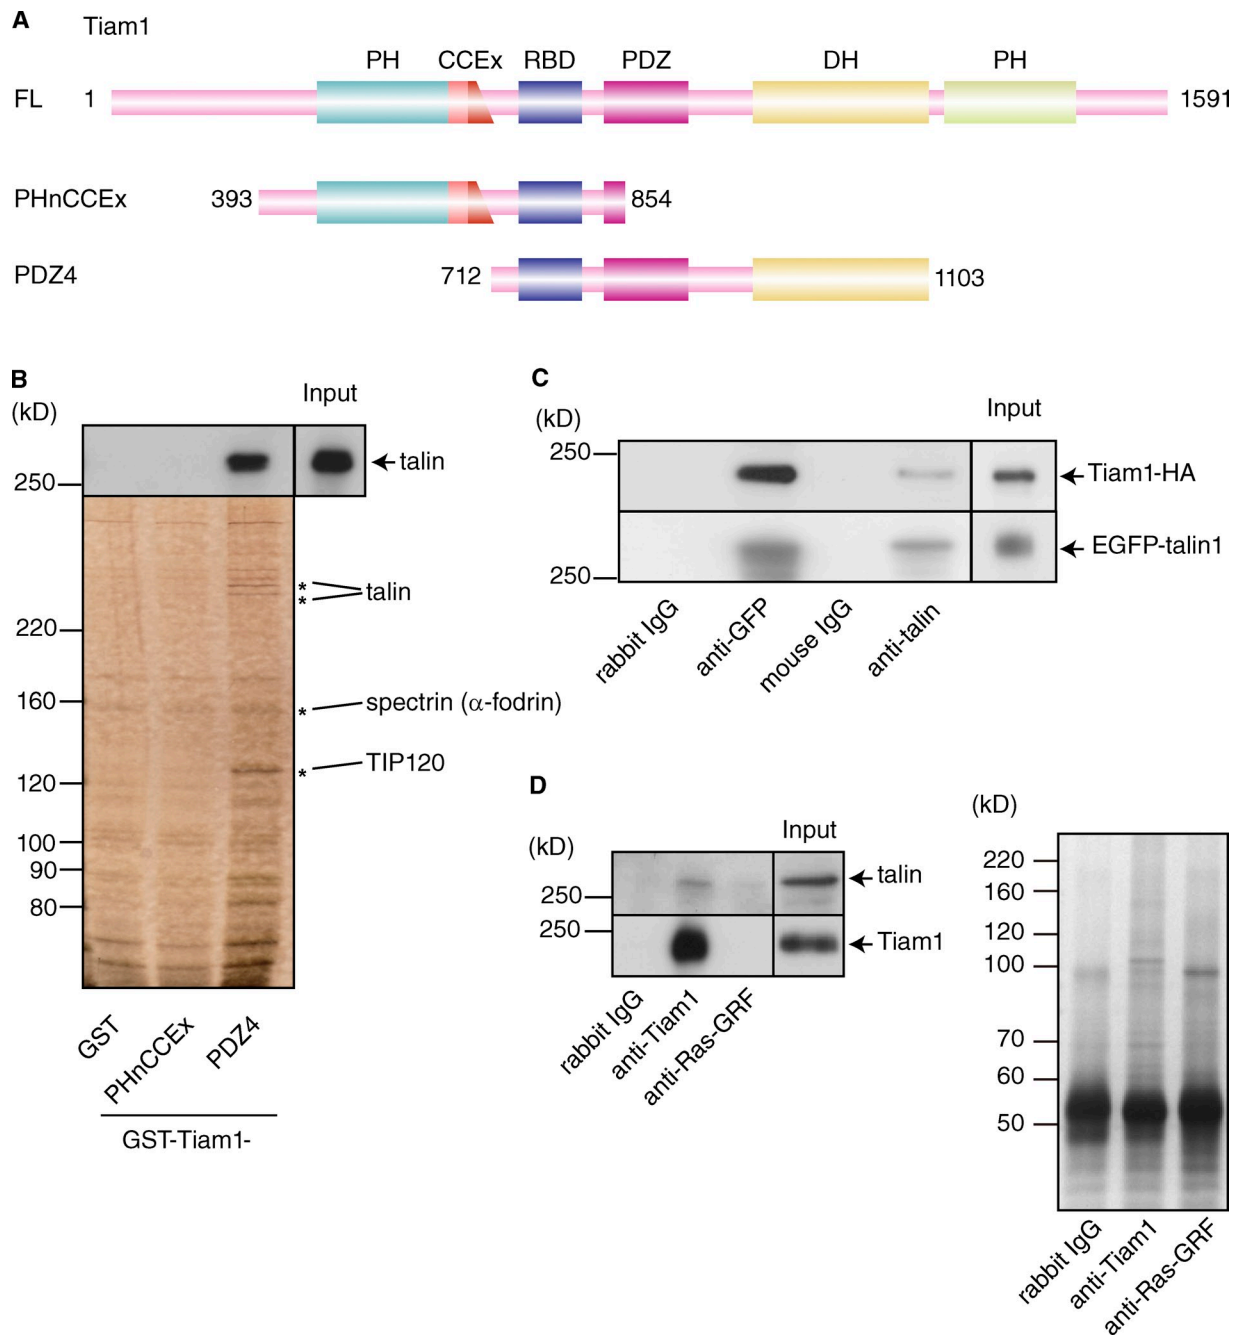 A
Tiam1
PH CCEx RBD PDZ DH PH
FL 1 1591
PHnCCEx 393 854
PDZ4 712 1103
B
(kD)
Input
talin
250
*
* talin
220
160
* spectrin (α-fodrin)
* TIP120
120
100
90
80
GST
PHnCCEx
PDZ4
GST-Tiam1-
C
(kD)
Input
250
Tiam1-HA
EGFP-talin1
250
rabbit IgG
anti-GFP
mouse IgG
anti-talin
D
(kD)
Input
talin
250
250
Tiam1
rabbit IgG
anti-Tiam1
anti-Ras-GRF
(kD)
220
160
120
100
70
60
50
rabbit IgG
anti-Tiam1
anti-Ras-GRF